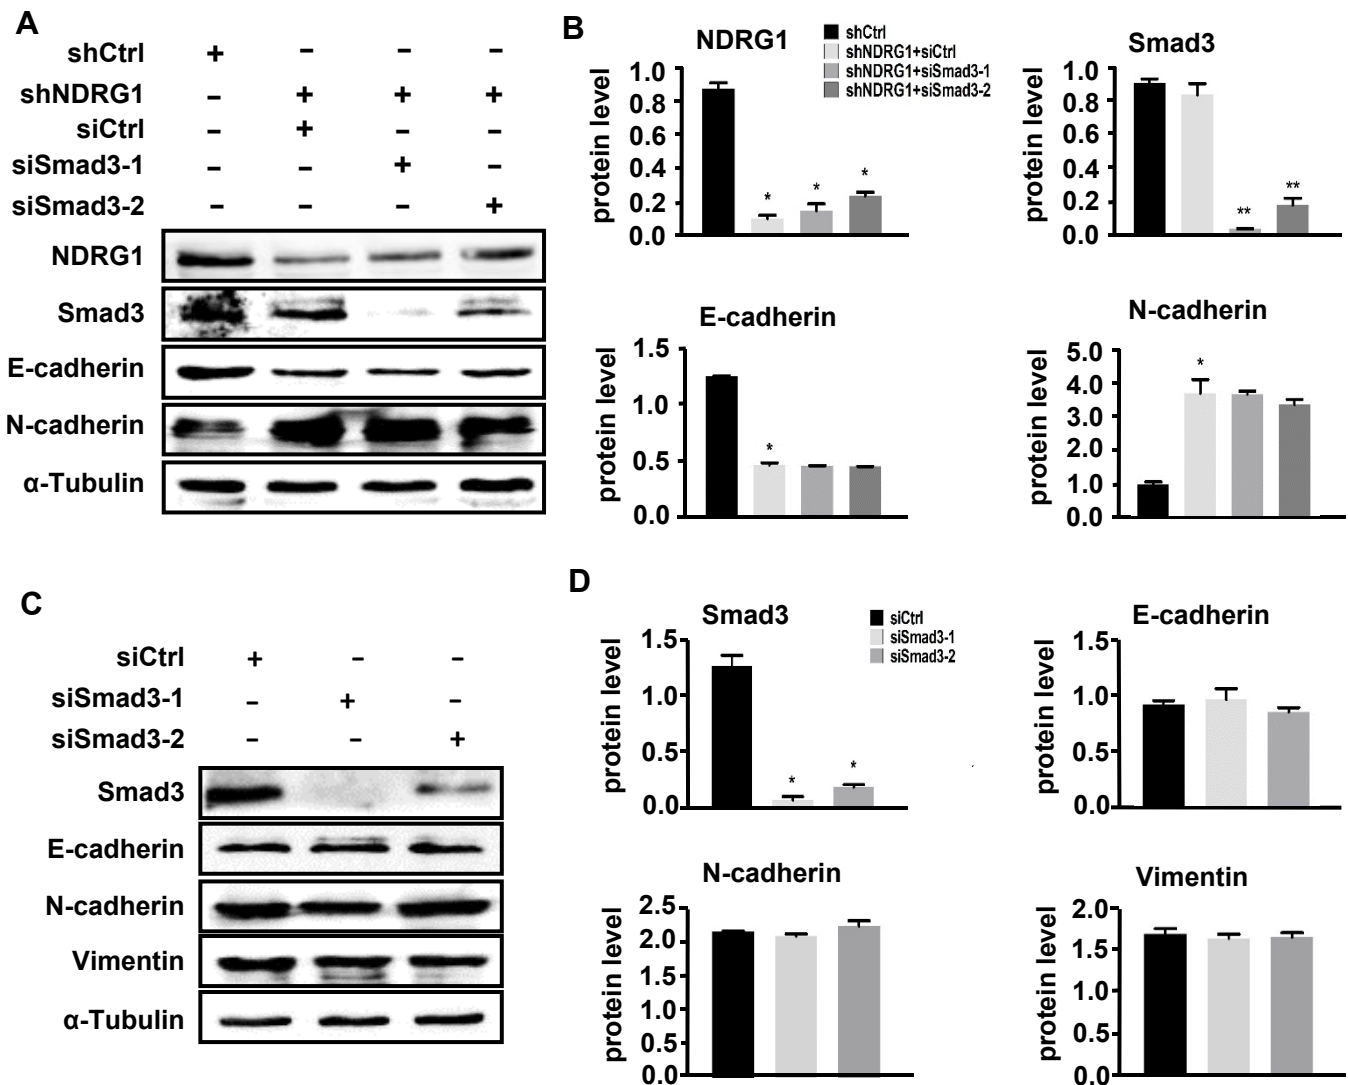 A
shCtrl + – – –
shNDRG1 – + + +
siCtrl – + – –
siSmad3-1 – – + –
siSmad3-2 – – – +
NDRG1
Smad3
E-cadherin
N-cadherin
α-Tubulin
B
NDRG1
shCtrl
shNDRG1+siCtrl
shNDRG1+siSmad3-1
shNDRG1+siSmad3-2
protein level
1.0
0.8
0.6
0.4
0.2
0.0
* * *
Smad3
protein level
1.0
0.8
0.6
0.4
0.2
0.0
** **
E-cadherin
protein level
1.5
1.0
0.5
0.0
*
N-cadherin
protein level
5.0
4.0
3.0
2.0
1.0
0.0
*
C
siCtrl + – –
siSmad3-1 – + –
siSmad3-2 – – +
Smad3
E-cadherin
N-cadherin
Vimentin
α-Tubulin
D
Smad3
siCtrl
siSmad3-1
siSmad3-2
protein level
1.5
1.0
0.5
0.0
* *
E-cadherin
protein level
1.5
1.0
0.5
0.0
N-cadherin
protein level
2.5
2.0
1.5
1.0
0.5
0.0
Vimentin
protein level
2.0
1.5
1.0
0.5
0.0